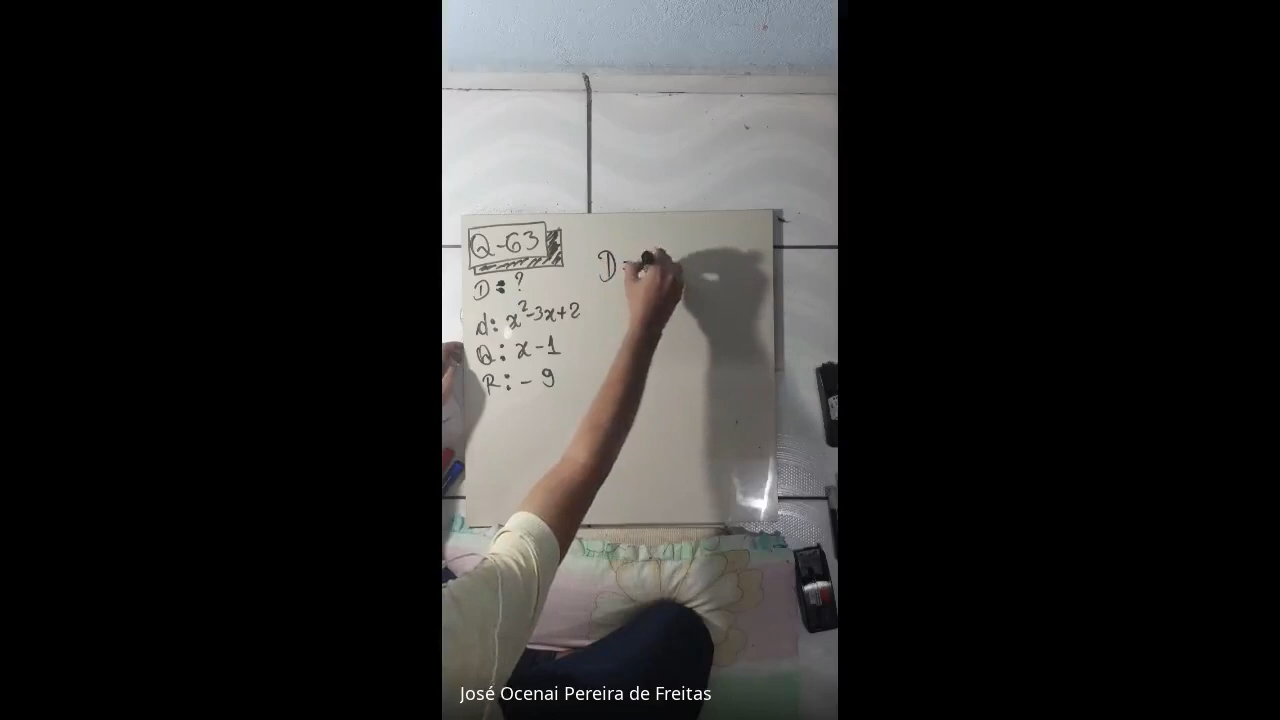 Q-63
D: ?
d: x²-3x+2
Q: x-1
R: -9
D
José Ocenai Pereira de Freitas